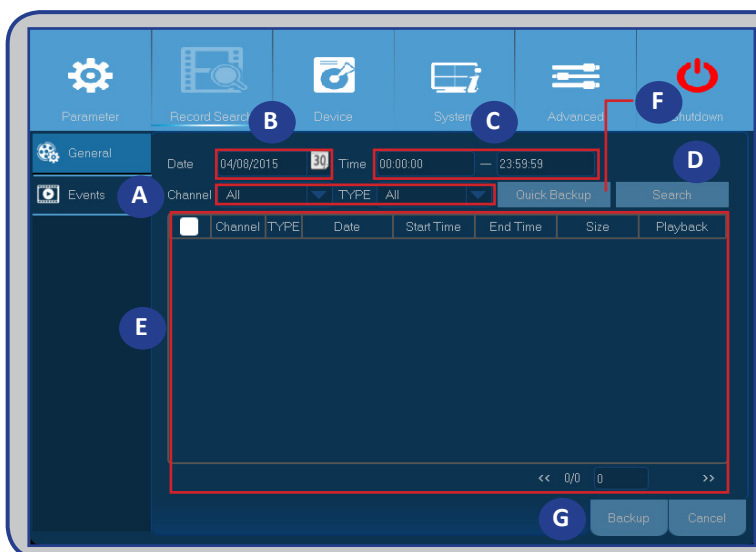 Parameter Record Search Device System Advanced Shutdown
B C F
General
Date 04/08/2015 30 Time 00:00:00 — 23:59:59 D
Events A Channel All TYPE All Quick Backup Search
Channel TYPE Date Start Time End Time Size Playback
E
<< 0/0 0 >>
G Backup Cancel